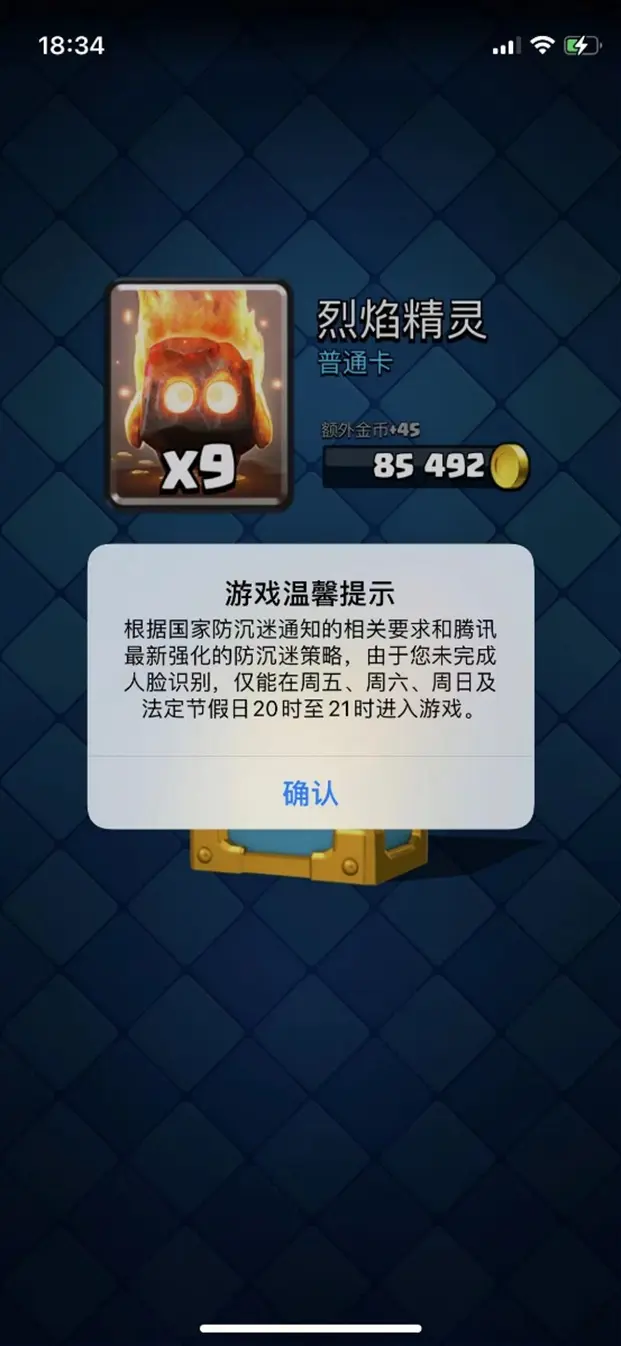 18:34
烈焰精灵
普通卡
额外金币+45
x9
85 492
游戏温馨提示
根据国家防沉迷通知的相关要求和腾讯
最新强化的防沉迷策略，由于您未完成
人脸识别，仅能在周五、周六、周日及
法定节假日20时至21时进入游戏。
确认